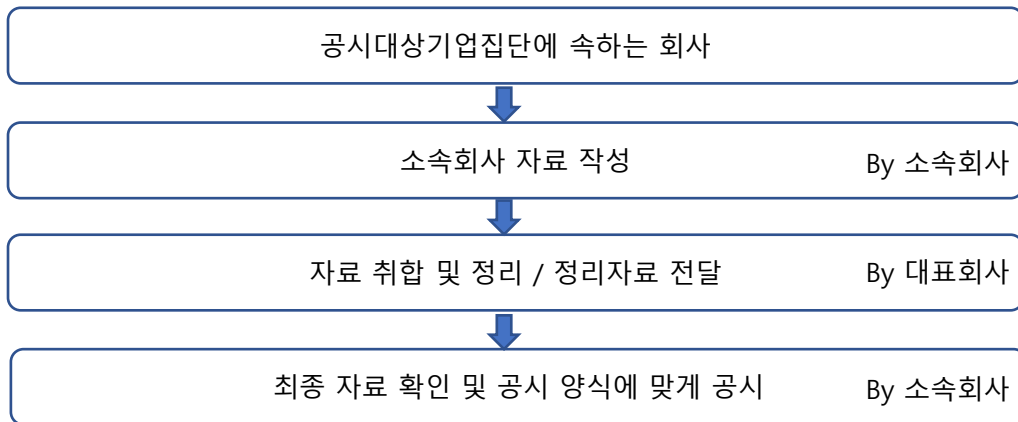 공시대상기업집단에 속하는 회사
소속회사 자료 작성 By 소속회사
자료 취합 및 정리 / 정리자료 전달 By 대표회사
최종 자료 확인 및 공시 양식에 맞게 공시 By 소속회사